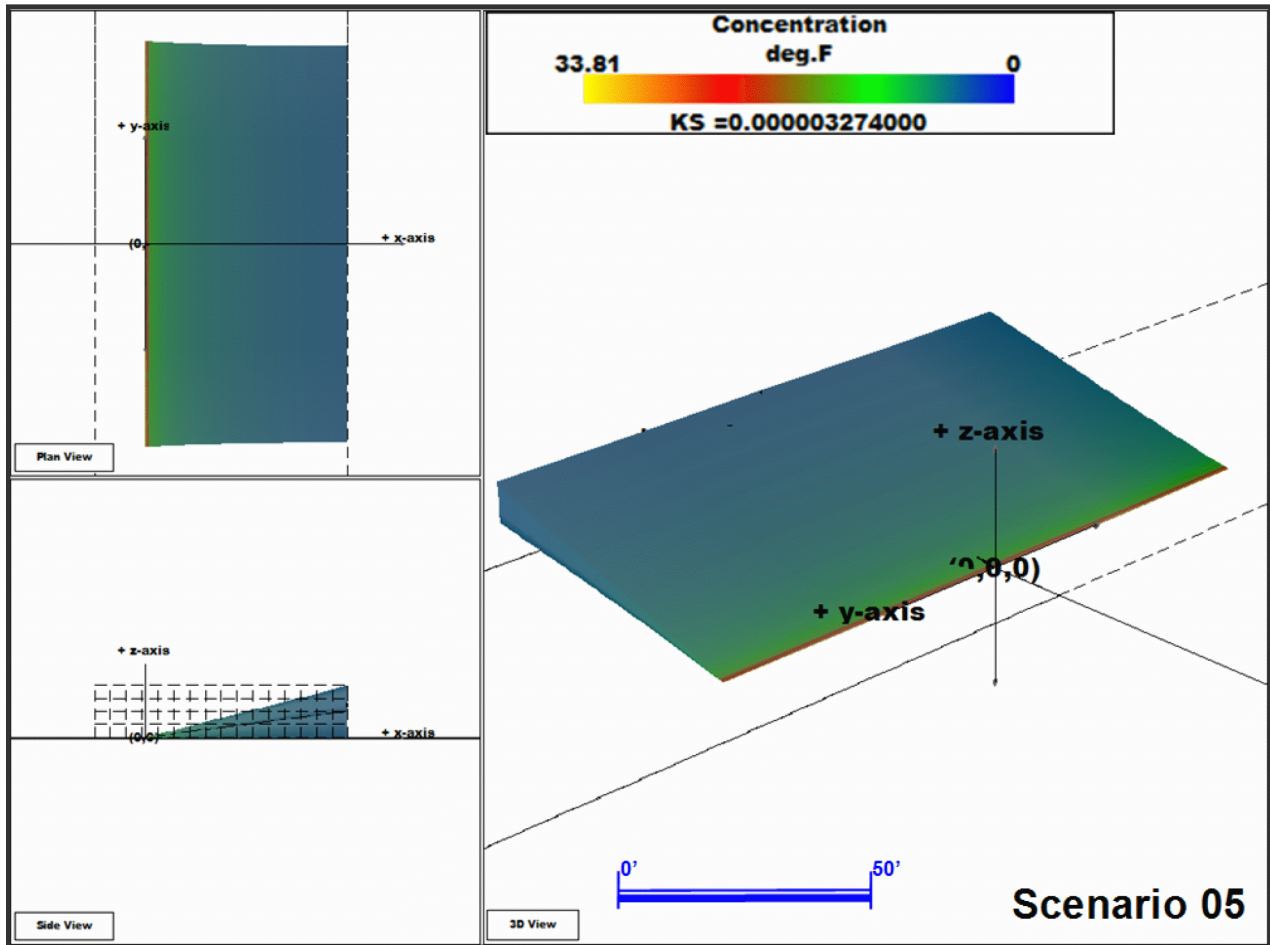 Concentration
deg.F
33.81 0
KS =0.000003274000
+ y-axis
(0,
+ x-axis
Plan View
+ z-axis
(0,0)
+ x-axis
Side View
+ z-axis
,0,0)
+ y-axis
0' 50'
Scenario 05
3D View